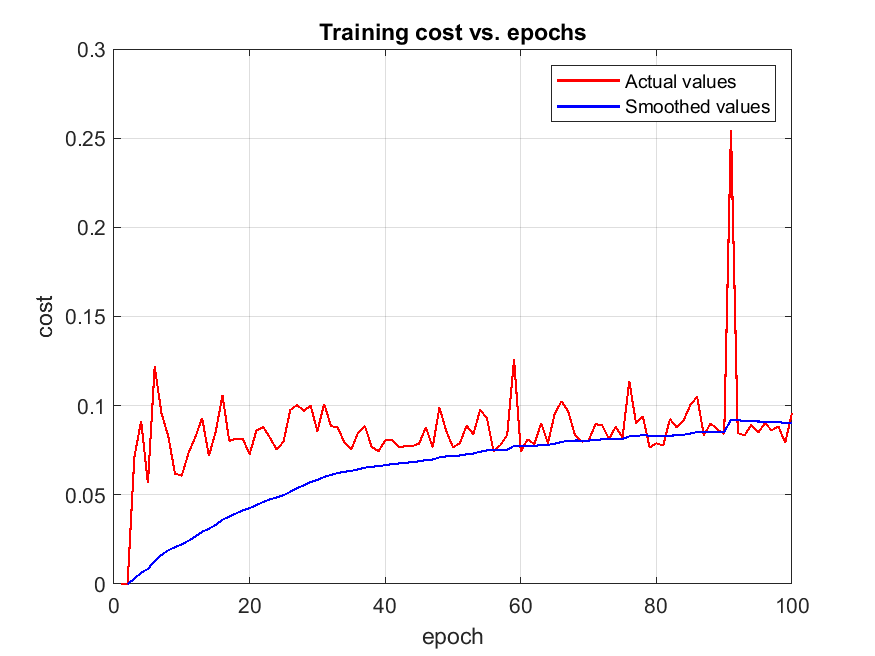 Training cost vs. epochs
0.3
0.25
0.2
0.15
0.1
0.05
0
Actual values
Smoothed values
cost
0 20 40 60 80 100
epoch